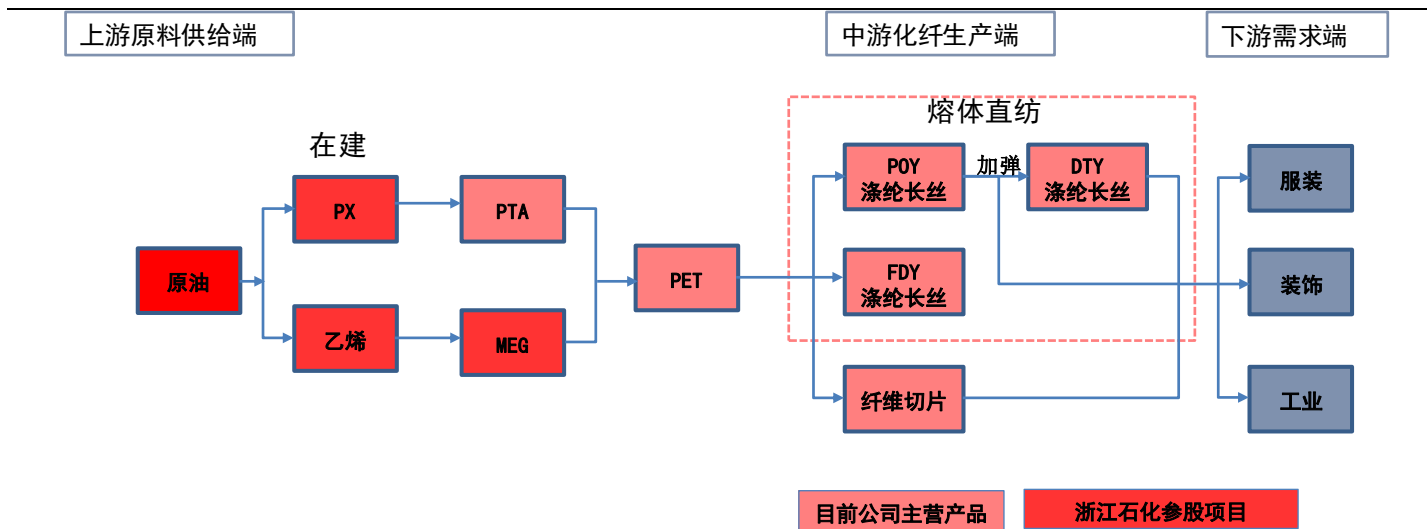 上游原料供给端
中游化纤生产端
下游需求端
在建
熔体直纺
PX
PTA
POY
涤纶长丝
加弹
DTY
涤纶长丝
服装
原油
PET
FDY
涤纶长丝
装饰
乙烯
MEG
纤维切片
工业
目前公司主营产品
浙江石化参股项目